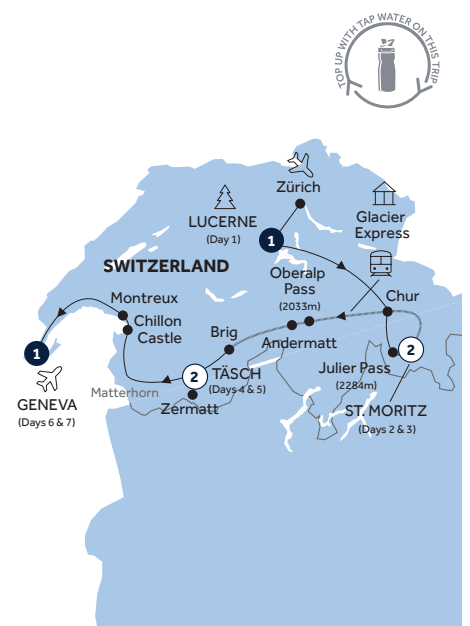 TOP UP WITH TAP WATER ON THIS TRIP
Zürich
LUCERNE
(Day 1)
1
Glacier
Express
SWITZERLAND
Oberalp
Pass
(2033m)
Chur
Montreux
Chillon
Castle
Brig
Andermatt
1
2
TÄSCH
(Days 4 & 5)
Julier Pass
(2284m)
2
Matterhorn
Zermatt
GENEVA
(Days 6 & 7)
ST. MORITZ
(Days 2 & 3)